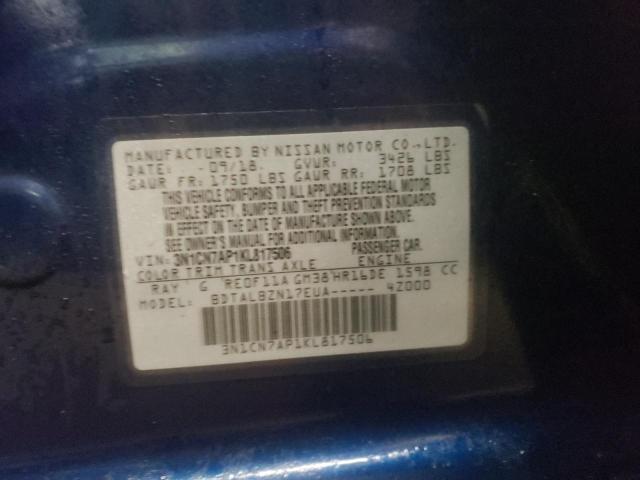 MANUFACTURED BY NISSAN MOTOR CO.,LTD.
DATE: 09/18 GVWR: 3426 LBS
GAWR FR: 1750 LBS GAWR RR: 1708 LBS
THIS VEHICLE CONFORMS TO ALL APPLICABLE FEDERAL MOTOR
VEHICLE SAFETY, BUMPER AND THEFT PREVENTION STANDARDS
IN EFFECT ON THE DATE OF MANUFACTURE SHOWN ABOVE.
SEE OWNER'S MANUAL FOR ADDITIONAL INFORMATION.
VIN: 3N1CN7AP1KL817506 PASSENGER CAR.
COLOR TRIM TRANS AXLE ENGINE
RAY G RE0F11A GM38 HR16DE 1598 CC
MODEL: BDTALBZN17EUA----- 4Z000
3N1CN7AP1KL817506